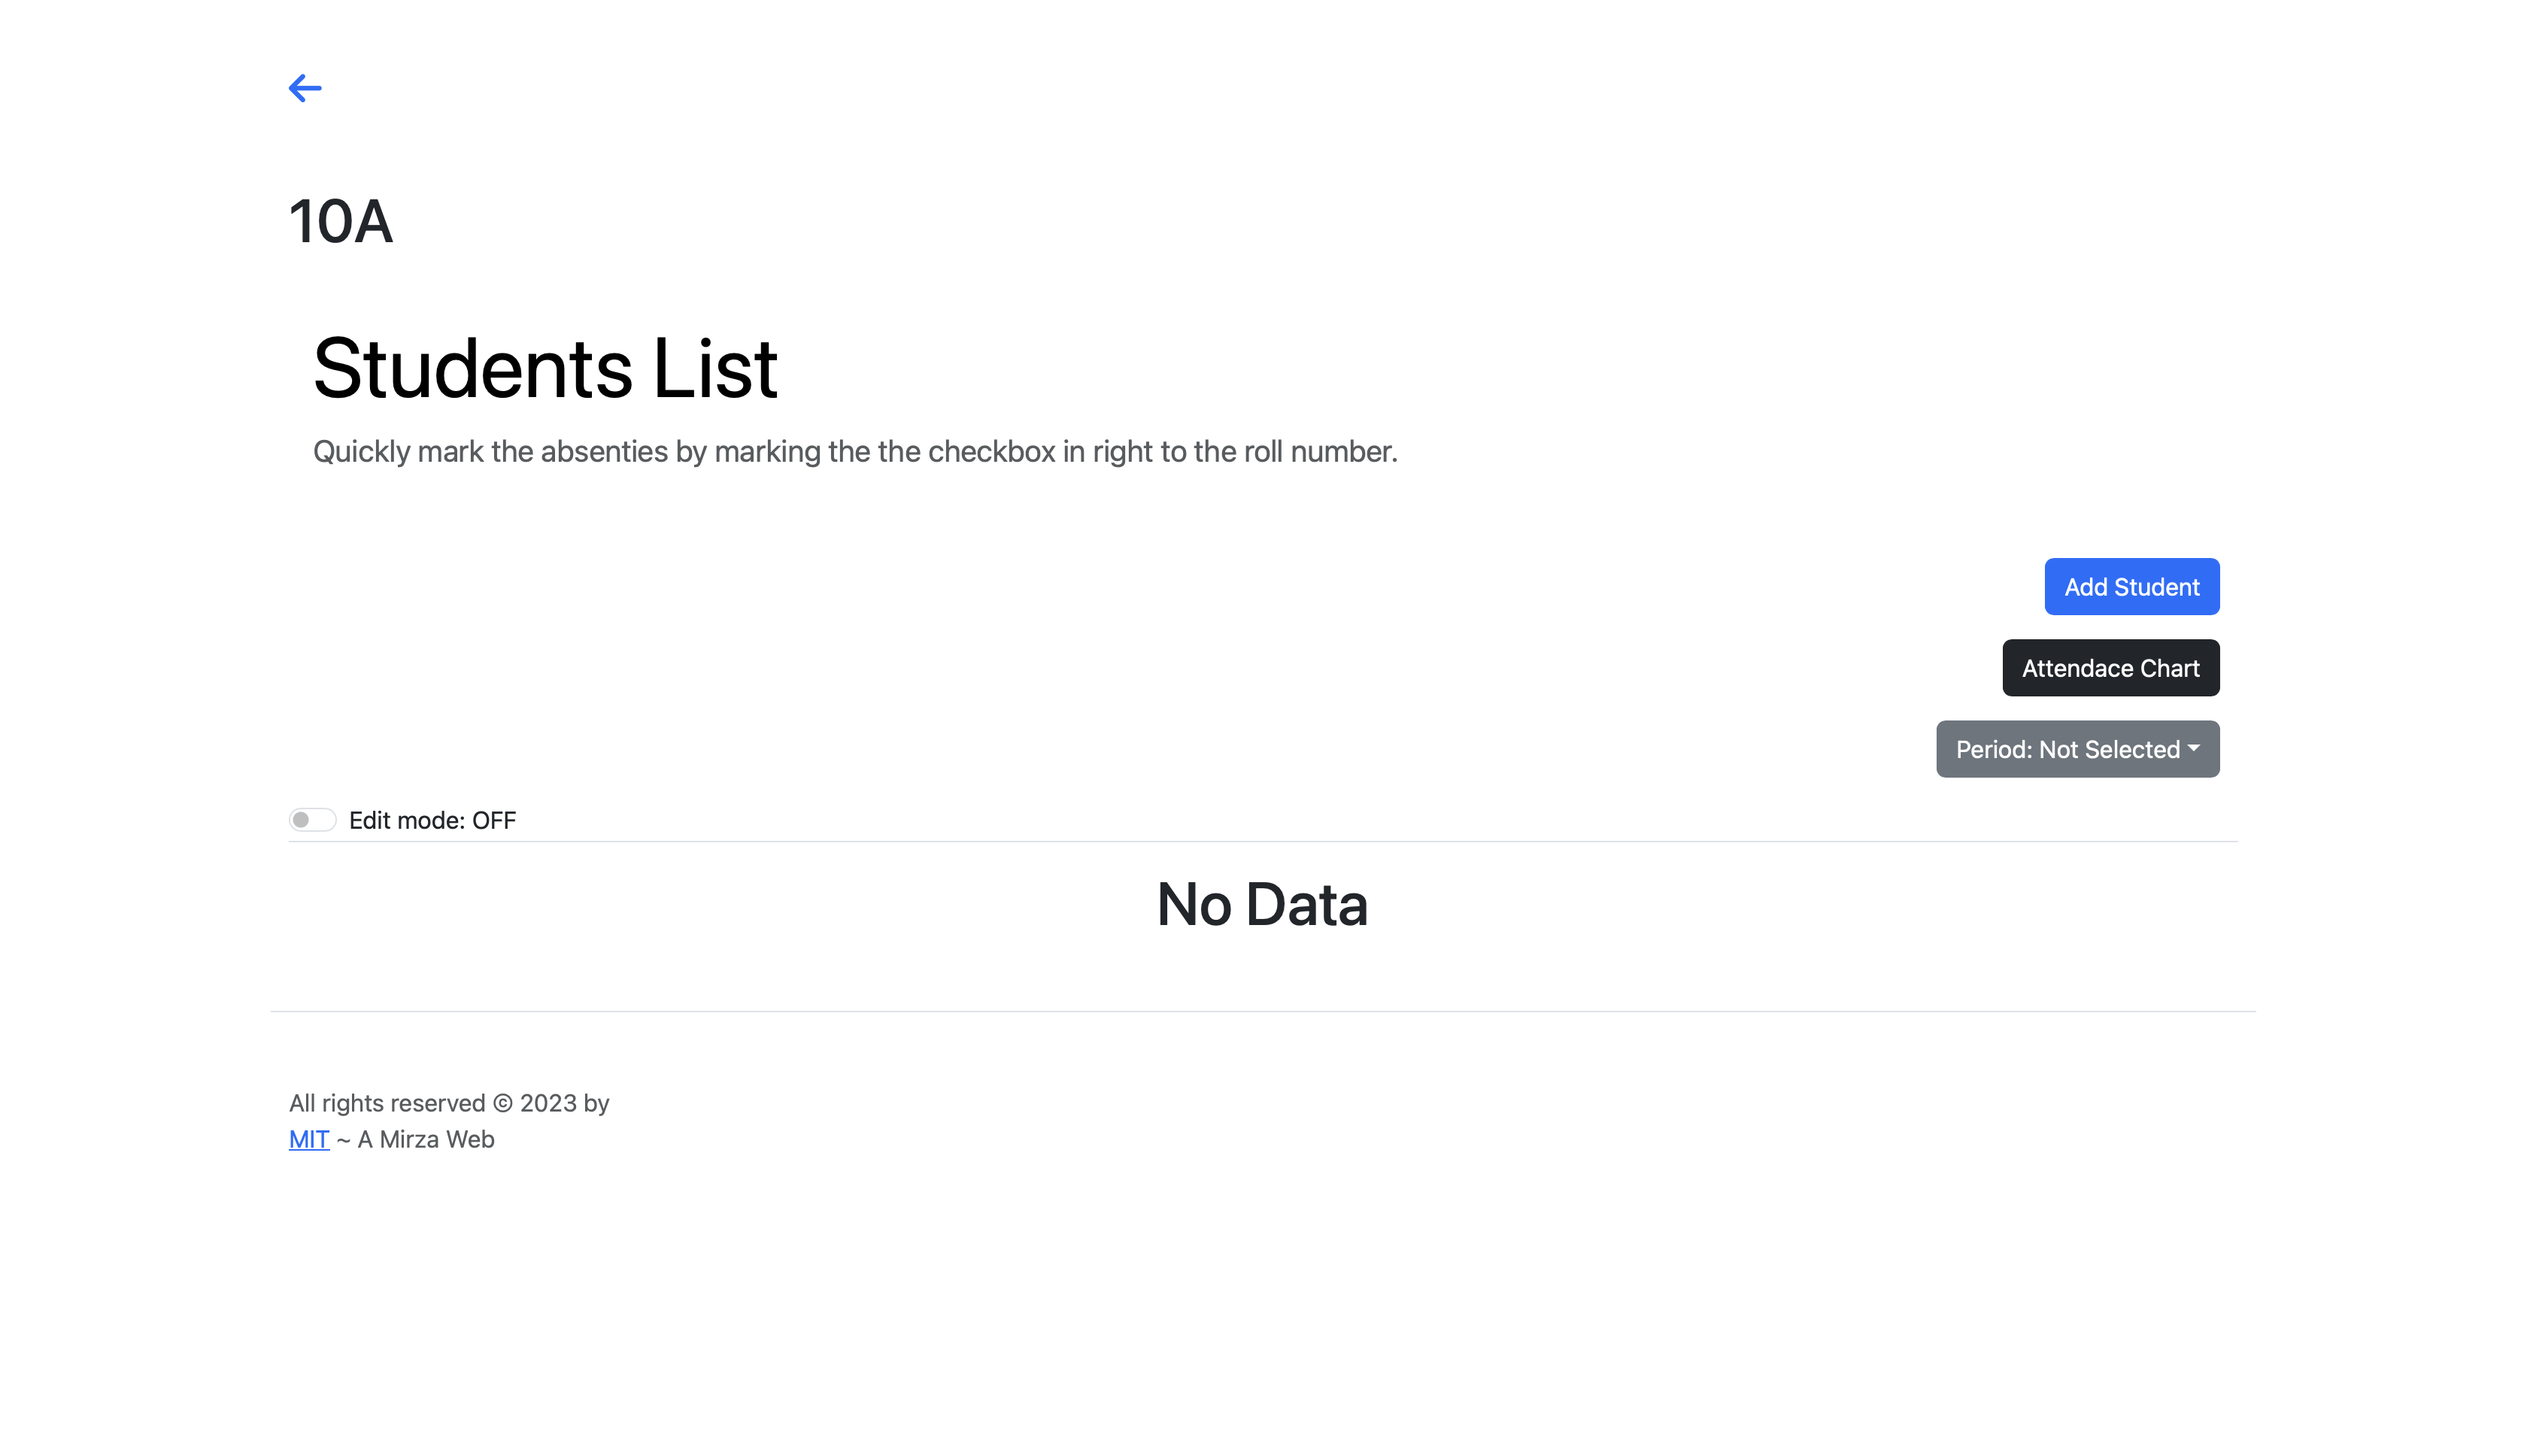 10A
Students List
Quickly mark the absenties by marking the the checkbox in right to the roll number.
Add Student
Attendace Chart
Period: Not Selected
Edit mode: OFF
No Data
All rights reserved © 2023 by
MIT ~ A Mirza Web